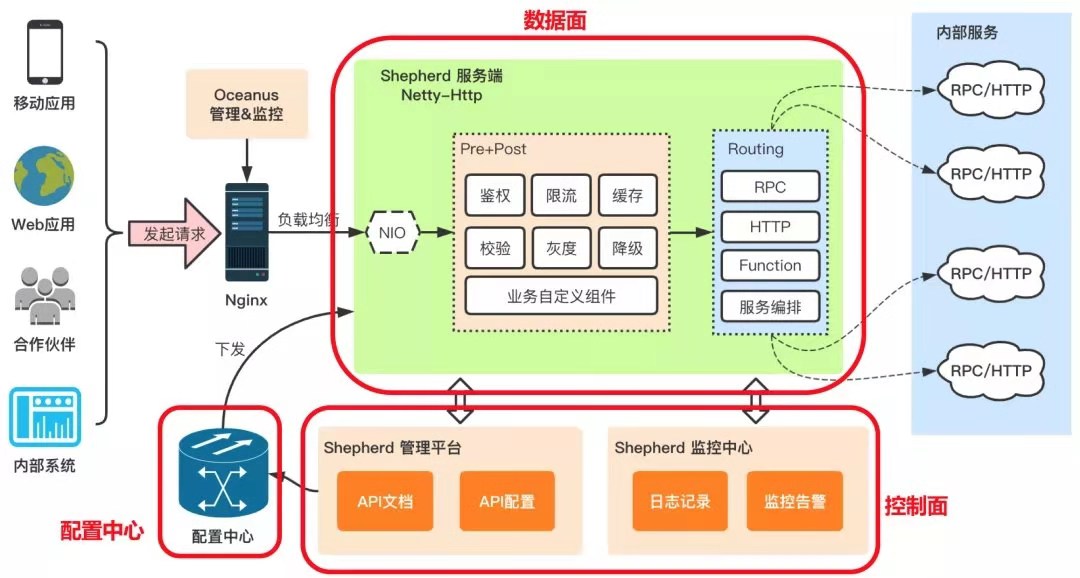 数据面
移动应用
Web应用
合作伙伴
内部系统
发起请求
Oceanus
管理&监控
Nginx
负载均衡
Shepherd 服务端
Netty-Http
NIO
Pre+Post
鉴权
限流
缓存
校验
灰度
降级
业务自定义组件
Routing
RPC
HTTP
Function
服务编排
内部服务
RPC/HTTP
RPC/HTTP
RPC/HTTP
RPC/HTTP
下发
配置中心
配置中心
Shepherd 管理平台
API文档
API配置
Shepherd 监控中心
日志记录
监控告警
控制面